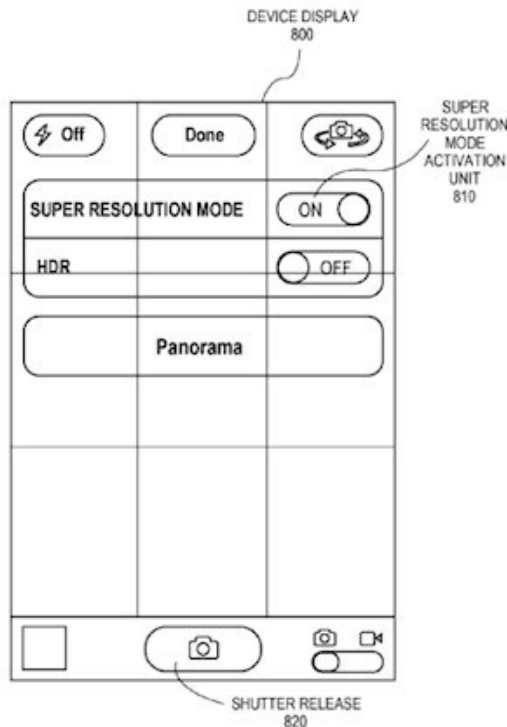 DEVICE DISPLAY
800
SUPER
RESOLUTION
MODE
ACTIVATION
UNIT
810
Off
Done
SUPER RESOLUTION MODE
ON
HDR
OFF
Panorama
SHUTTER RELEASE
820